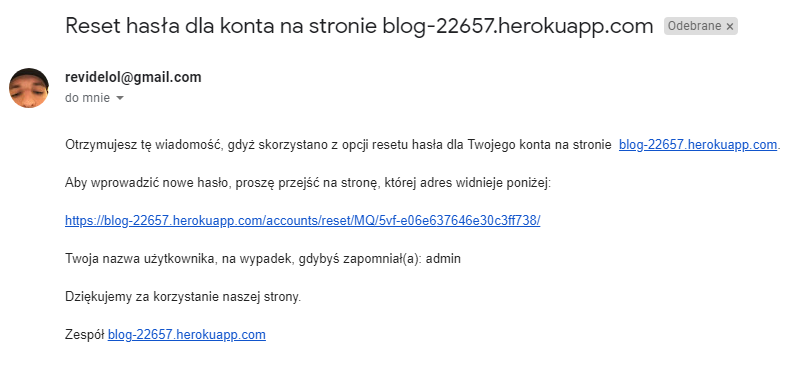 Reset hasła dla konta na stronie blog-22657.herokuapp.com Odebrane ×
revidelol@gmail.com
do mnie
Otrzymujesz tę wiadomość, gdyż skorzystano z opcji resetu hasła dla Twojego konta na stronie blog-22657.herokuapp.com.
Aby wprowadzić nowe hasło, proszę przejść na stronę, której adres widnieje poniżej:
https://blog-22657.herokuapp.com/accounts/reset/MQ/5vf-e06e637646e30c3ff738/
Twoja nazwa użytkownika, na wypadek, gdybyś zapomniał(a): admin
Dziękujemy za korzystanie naszej strony.
Zespół blog-22657.herokuapp.com